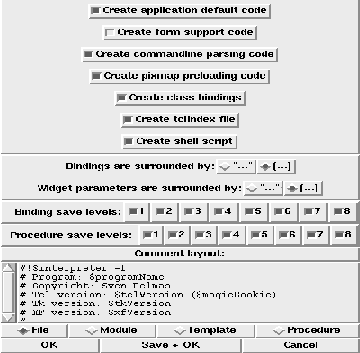 Create application default code
Create form support code
Create commandline parsing code
Create pixmap preloading code
Create class bindings
Create tclIndex file
Create shell script
Bindings are surrounded by: "..." {...}
Widget parameters are surrounded by: "..." {...}
Binding save levels: 1 2 3 4 5 6 7 8
Procedure save levels: 1 2 3 4 5 6 7 8
Comment layout:
#!$interpreter -f
# Program: $programName
# Copyright: Sven Delmas
# Tcl version: $tclVersion ($magicCookie)
# Tk version: $tkVersion
# XF version: $xfVersion
#
File Module Template Procedure
OK Save + OK Cancel